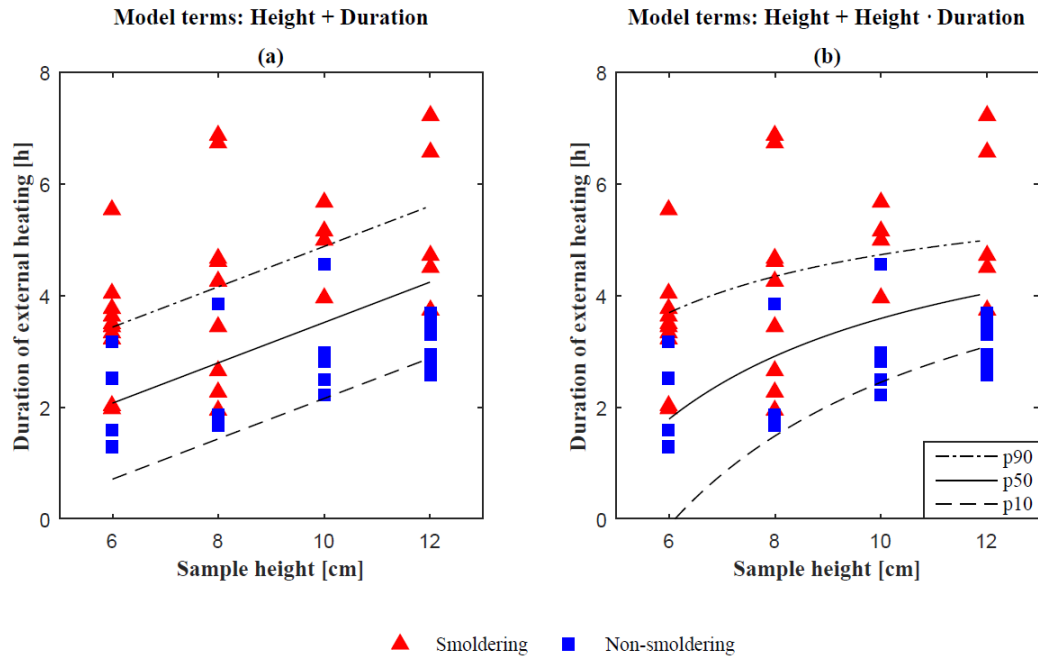 Model terms: Height + Duration
Model terms: Height + Height · Duration
(a)
(b)
Duration of external heating [h]
8
6
4
2
0
6
8
10
12
Sample height [cm]
Duration of external heating [h]
8
6
4
2
0
6
8
10
12
Sample height [cm]
p90
p50
p10
Smoldering
Non-smoldering